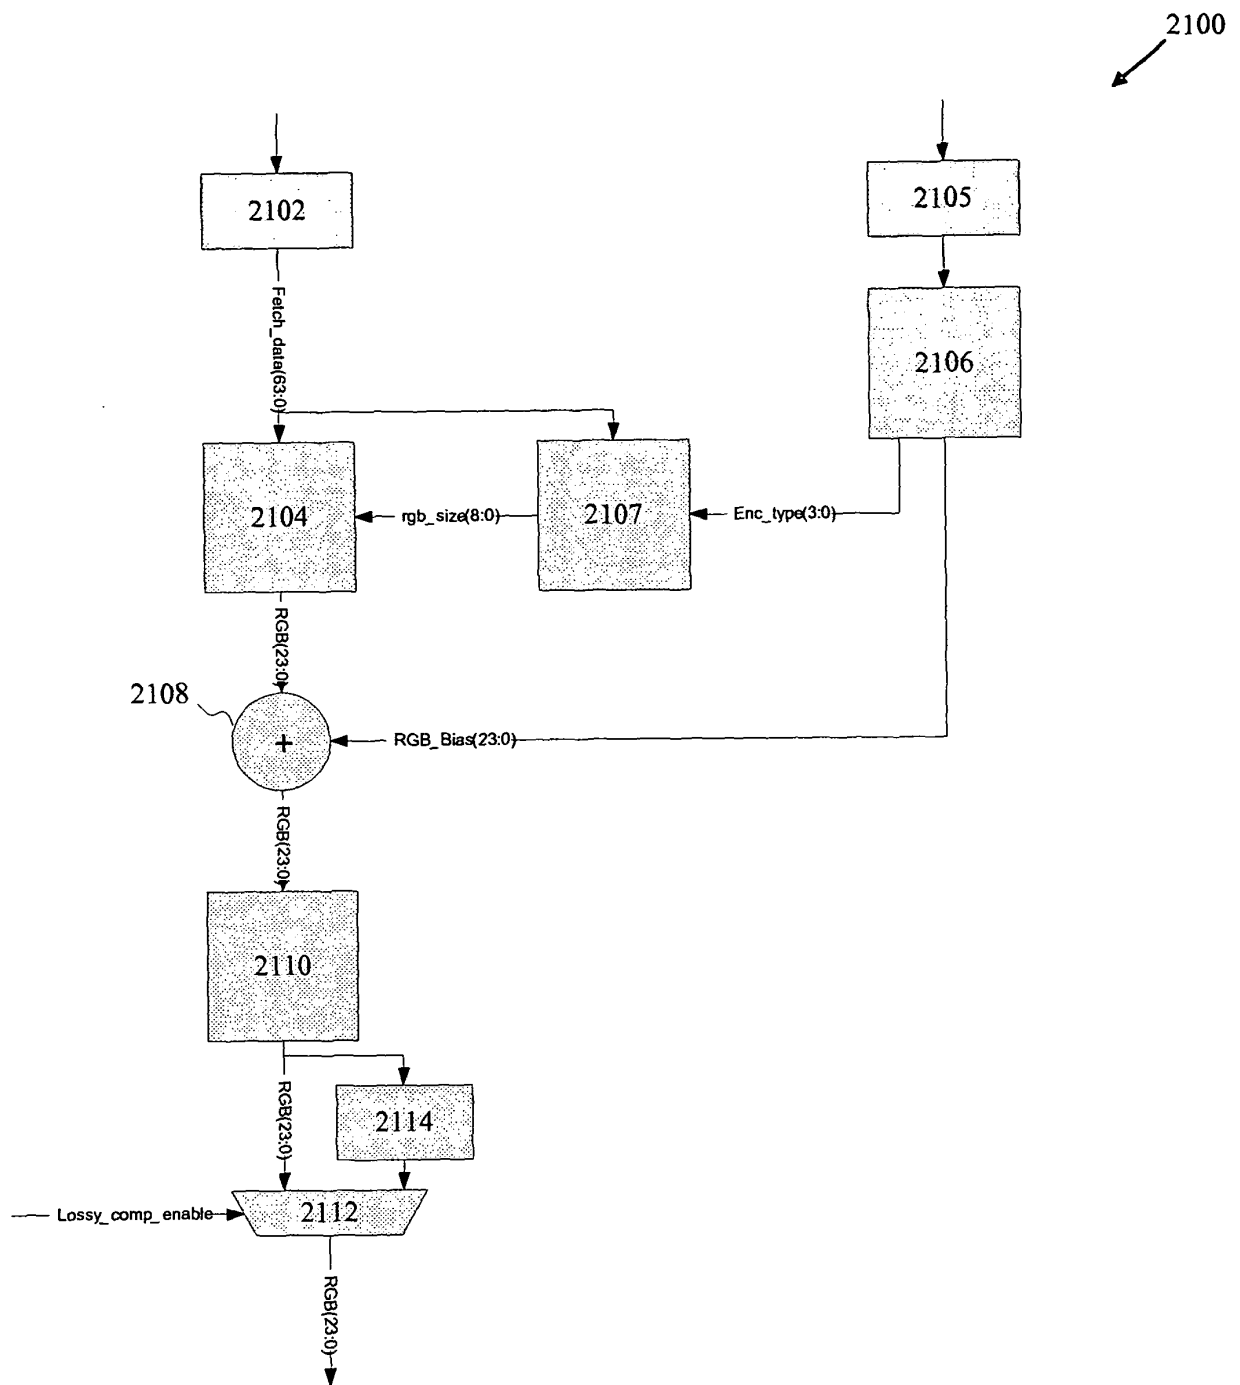 2100
2102
2105
Fetch_data(63:0)
2106
2104
rgb_size(8:0)
2107
Enc_type(3:0)
RGB(23:0)
2108
+
RGB_Bias(23:0)
RGB(23:0)
2110
RGB(23:0)
2114
Lossy_comp_enable
2112
RGB(23:0)